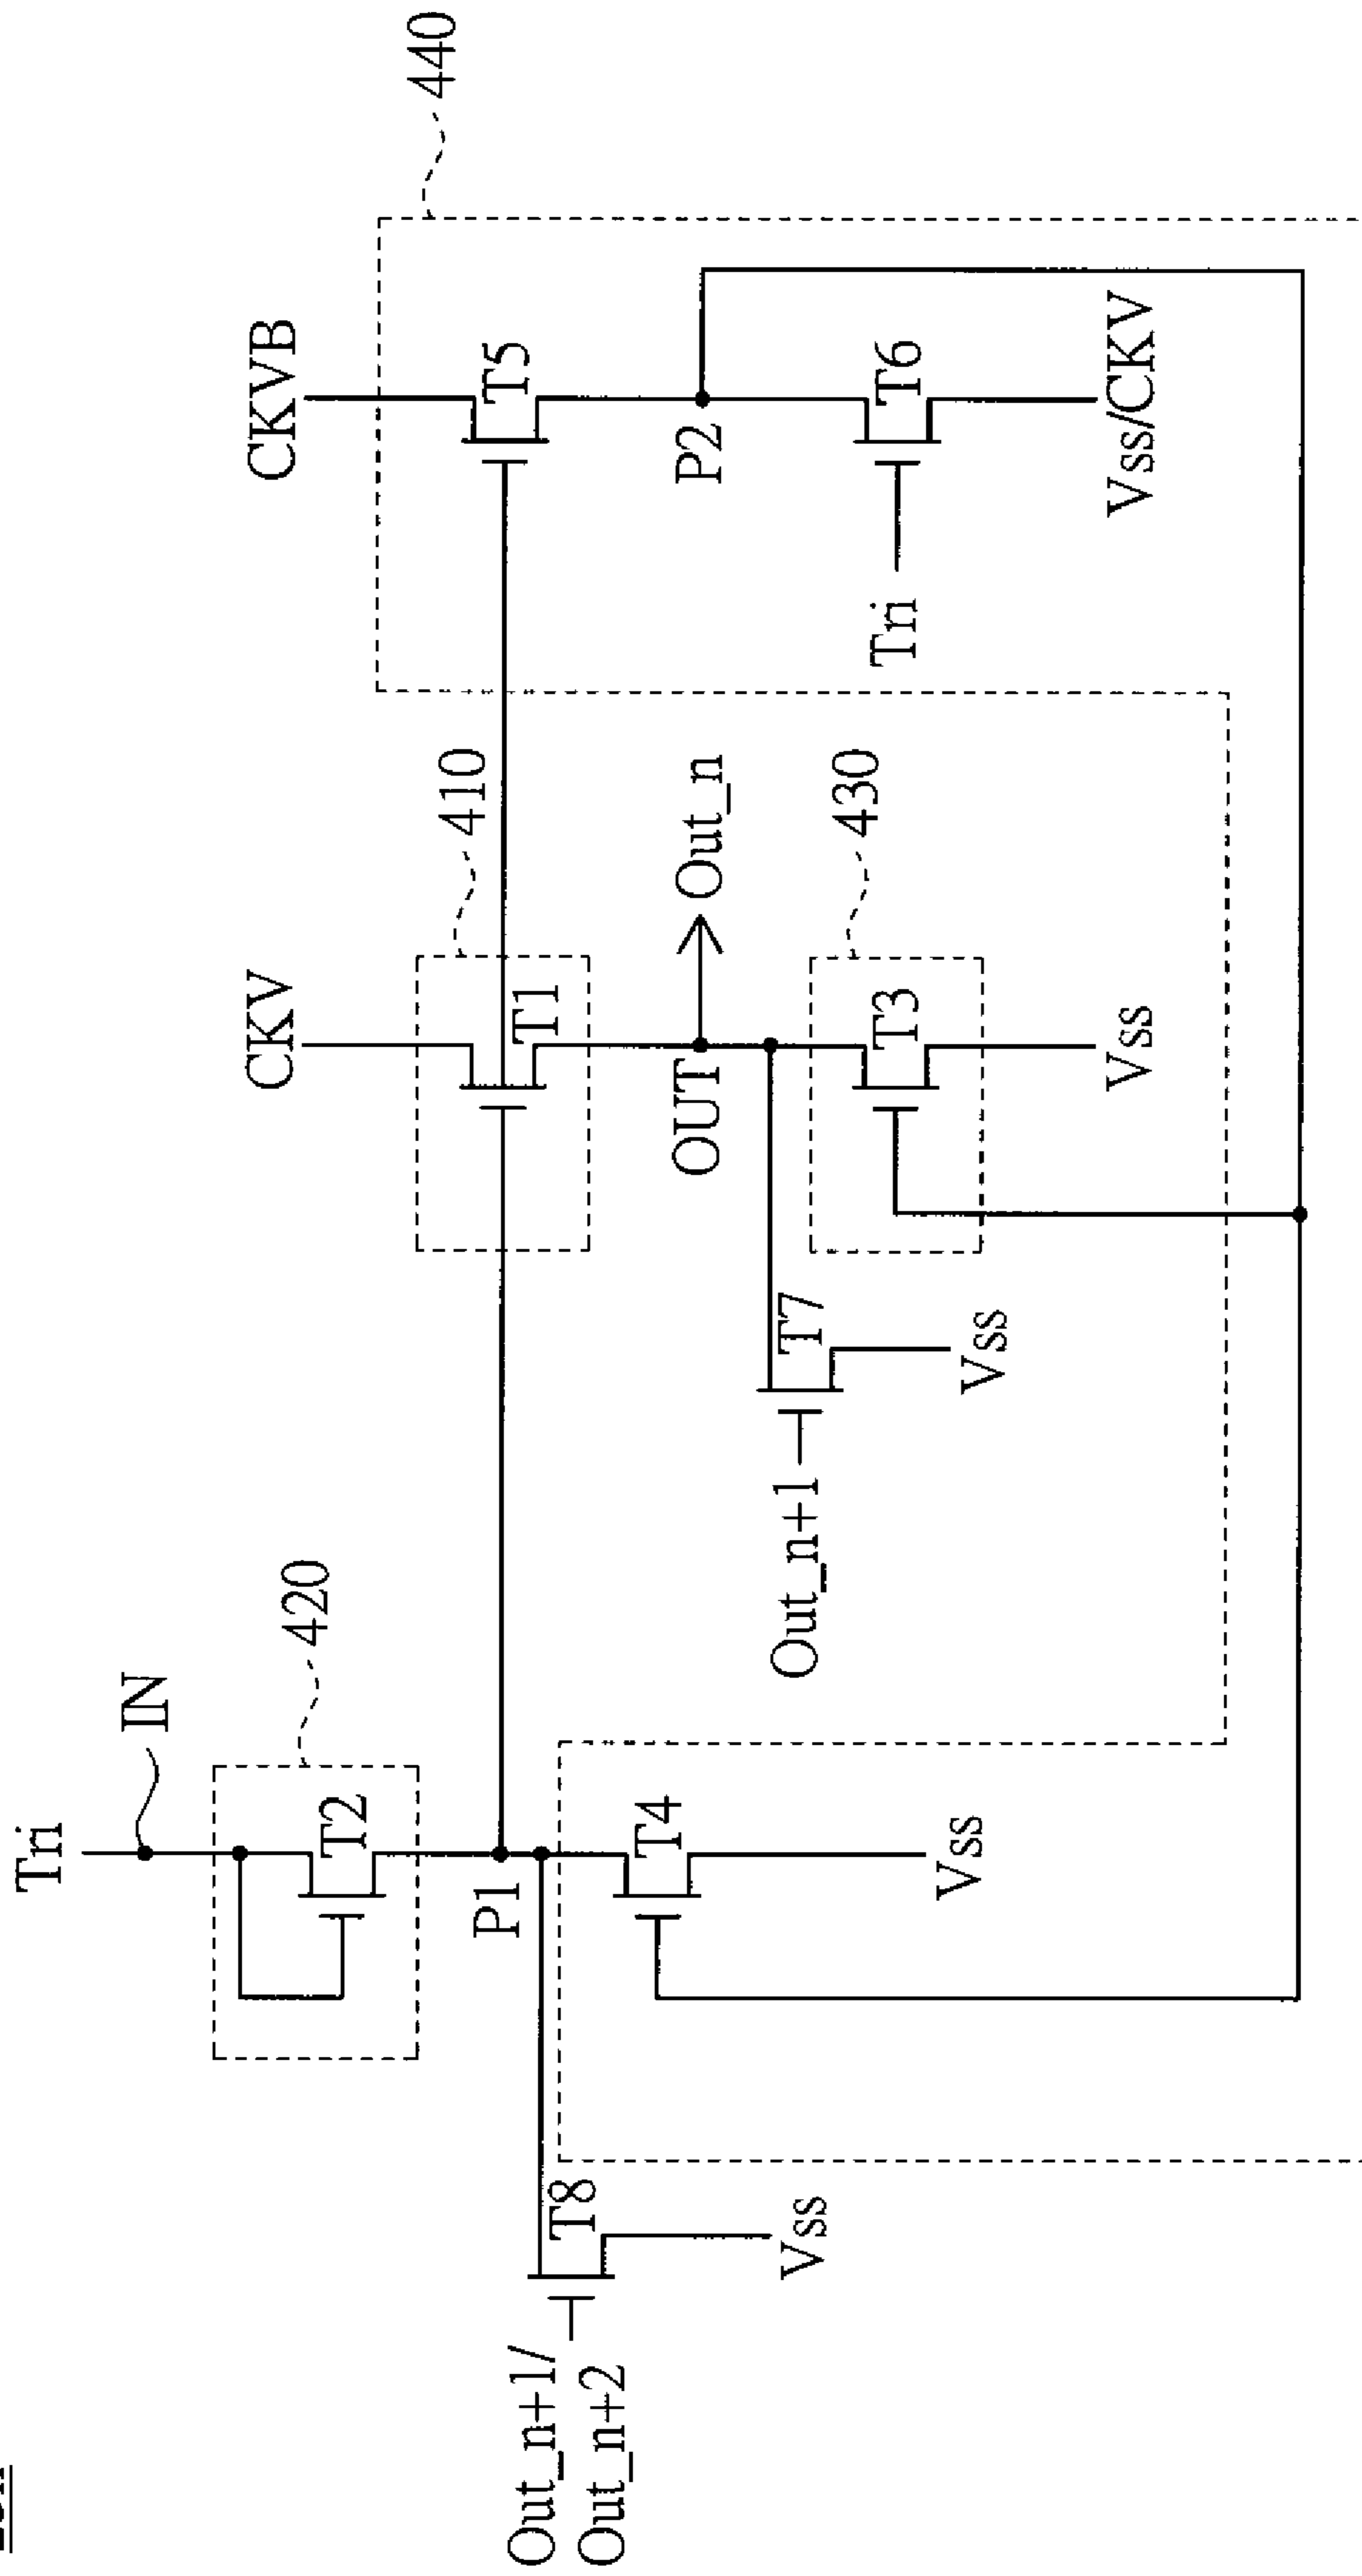 Tri
IN
420
T2
P1
T8
Out_n+1/
Out_n+2
Vss
T4
Vss
CKV
410
T1
OUT
Out_n
430
T3
Vss
T7
Out_n+1
Vss
CKVB
440
T5
P2
T6
Tri
Vss/CKV